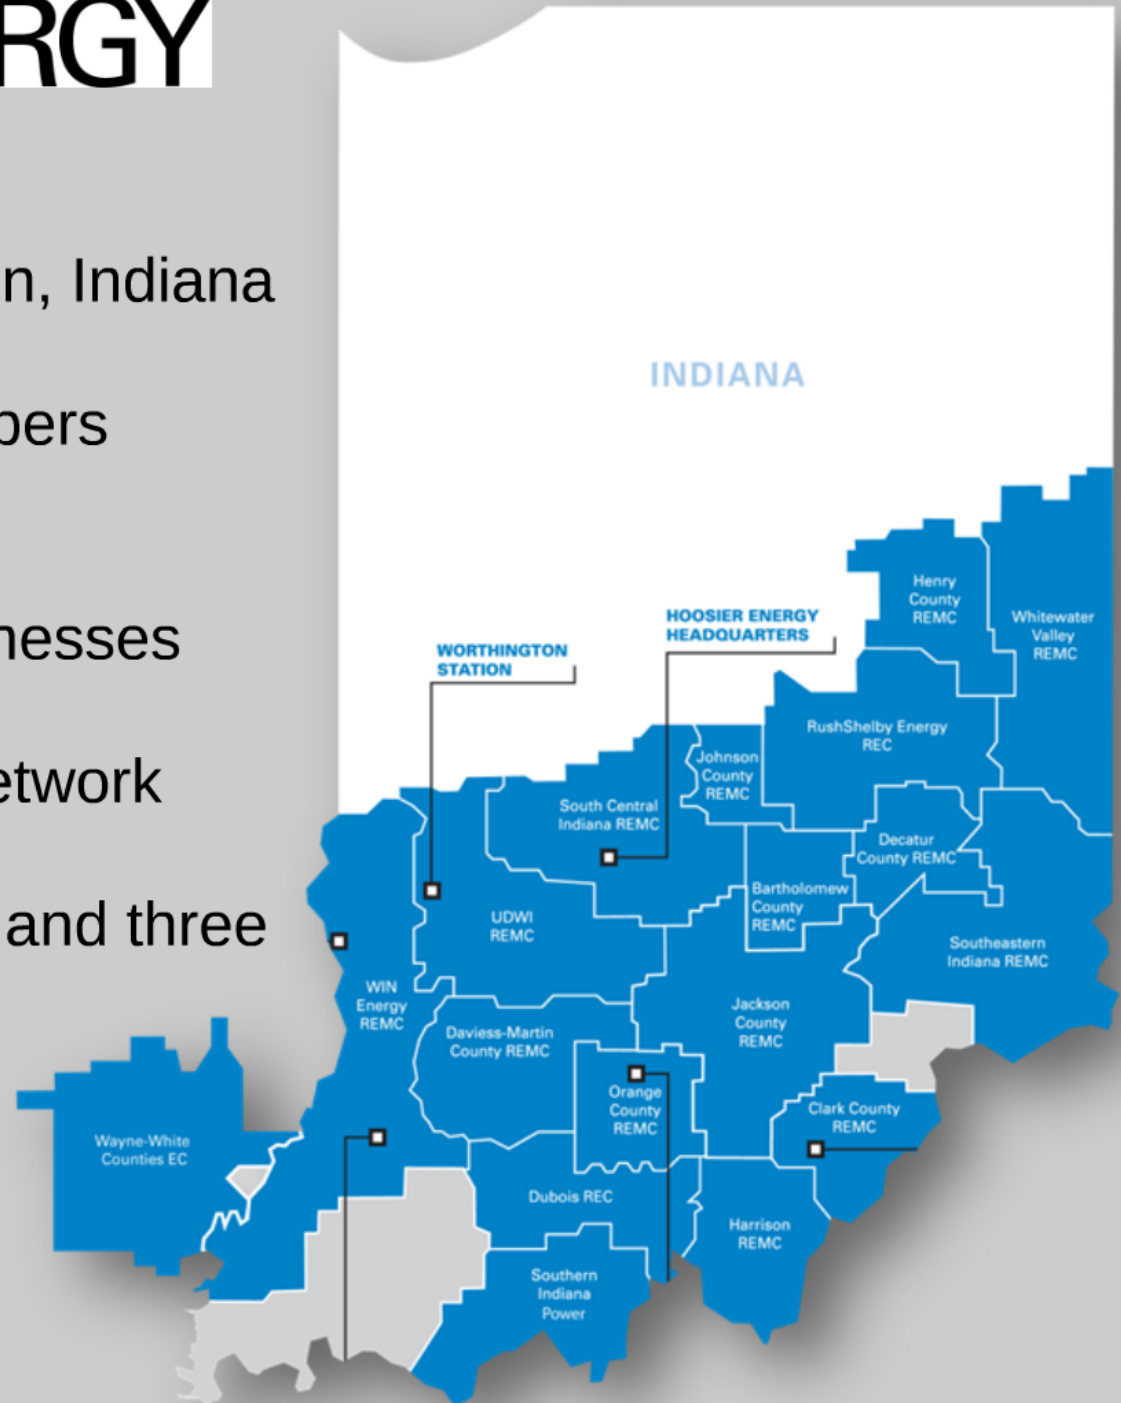 RGY
n, Indiana
bers
nesses
etwork
and three
INDIANA
HOOSIER ENERGY
HEADQUARTERS
WORTHINGTON
STATION
Henry
County
REMC
Whitewater
Valley
REMC
RushShelby Energy
REC
Johnson
County
REMC
South Central
Indiana REMC
Decatur
County REMC
Bartholomew
County
REMC
UDWI
REMC
Southeastern
Indiana REMC
WIN
Energy
REMC
Jackson
County
REMC
Daviess-Martin
County REMC
Orange
County
REMC
Clark County
REMC
Wayne-White
Counties EC
Dubois REC
Harrison
REMC
Southern
Indiana
Power